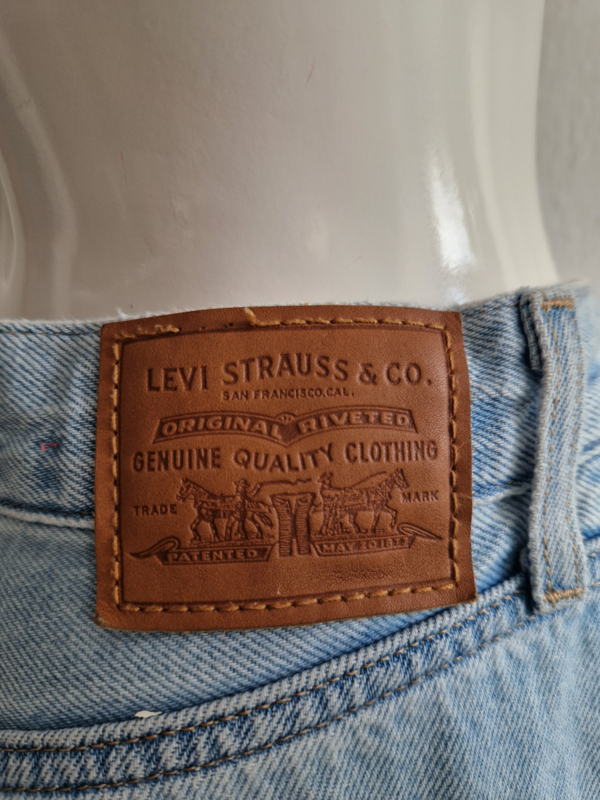 LEVI STRAUSS & CO.
SAN FRANCISCO, CAL.
ORIGINAL RIVETED
GENUINE QUALITY CLOTHING
TRADE MARK
PATENTED MAY 20 1873